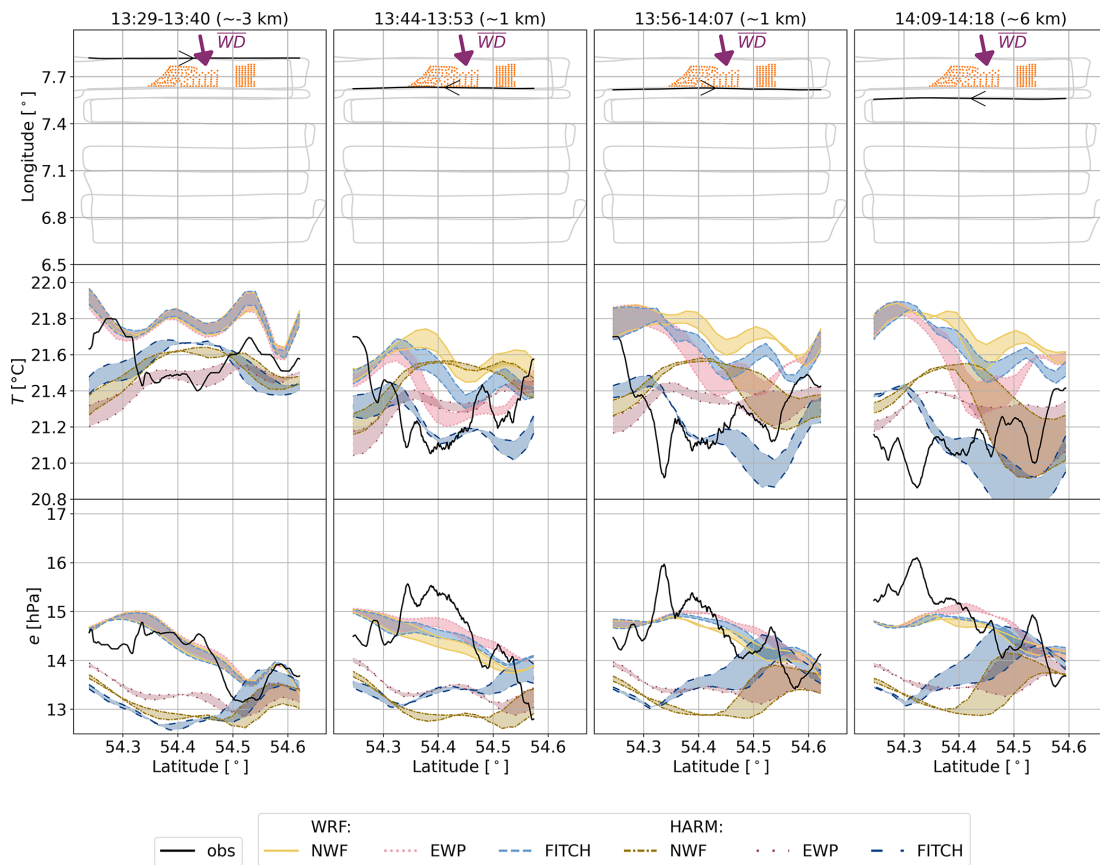 13:29-13:40 (~-3 km)
13:44-13:53 (~1 km)
13:56-14:07 (~1 km)
14:09-14:18 (~6 km)
WD
WD
WD
WD
Longitude [°]
7.7
7.4
7.1
6.8
6.5
T [°C]
22.0
21.8
21.6
21.4
21.2
21.0
20.8
e [hPa]
17
16
15
14
13
54.3 54.4 54.5 54.6
54.3 54.4 54.5 54.6
54.3 54.4 54.5 54.6
54.3 54.4 54.5 54.6
Latitude [°]
Latitude [°]
Latitude [°]
Latitude [°]
WRF: HARM:
obs NWF EWP FITCH NWF EWP FITCH